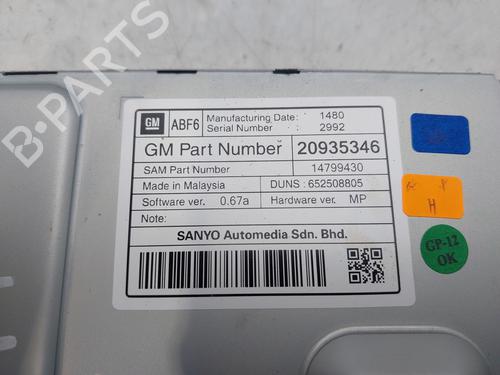 B-PARTS
GM ABF6 Manufacturing Date: 1480
Serial Number : 2992
GM Part Number 20935346
SAM Part Number 14799430
Made in Malaysia DUNS : 652508805
Software ver. 0.67a Hardware ver. MP
Note:
SANYO Automedia Sdn. Bhd.
H
GP-12
OK